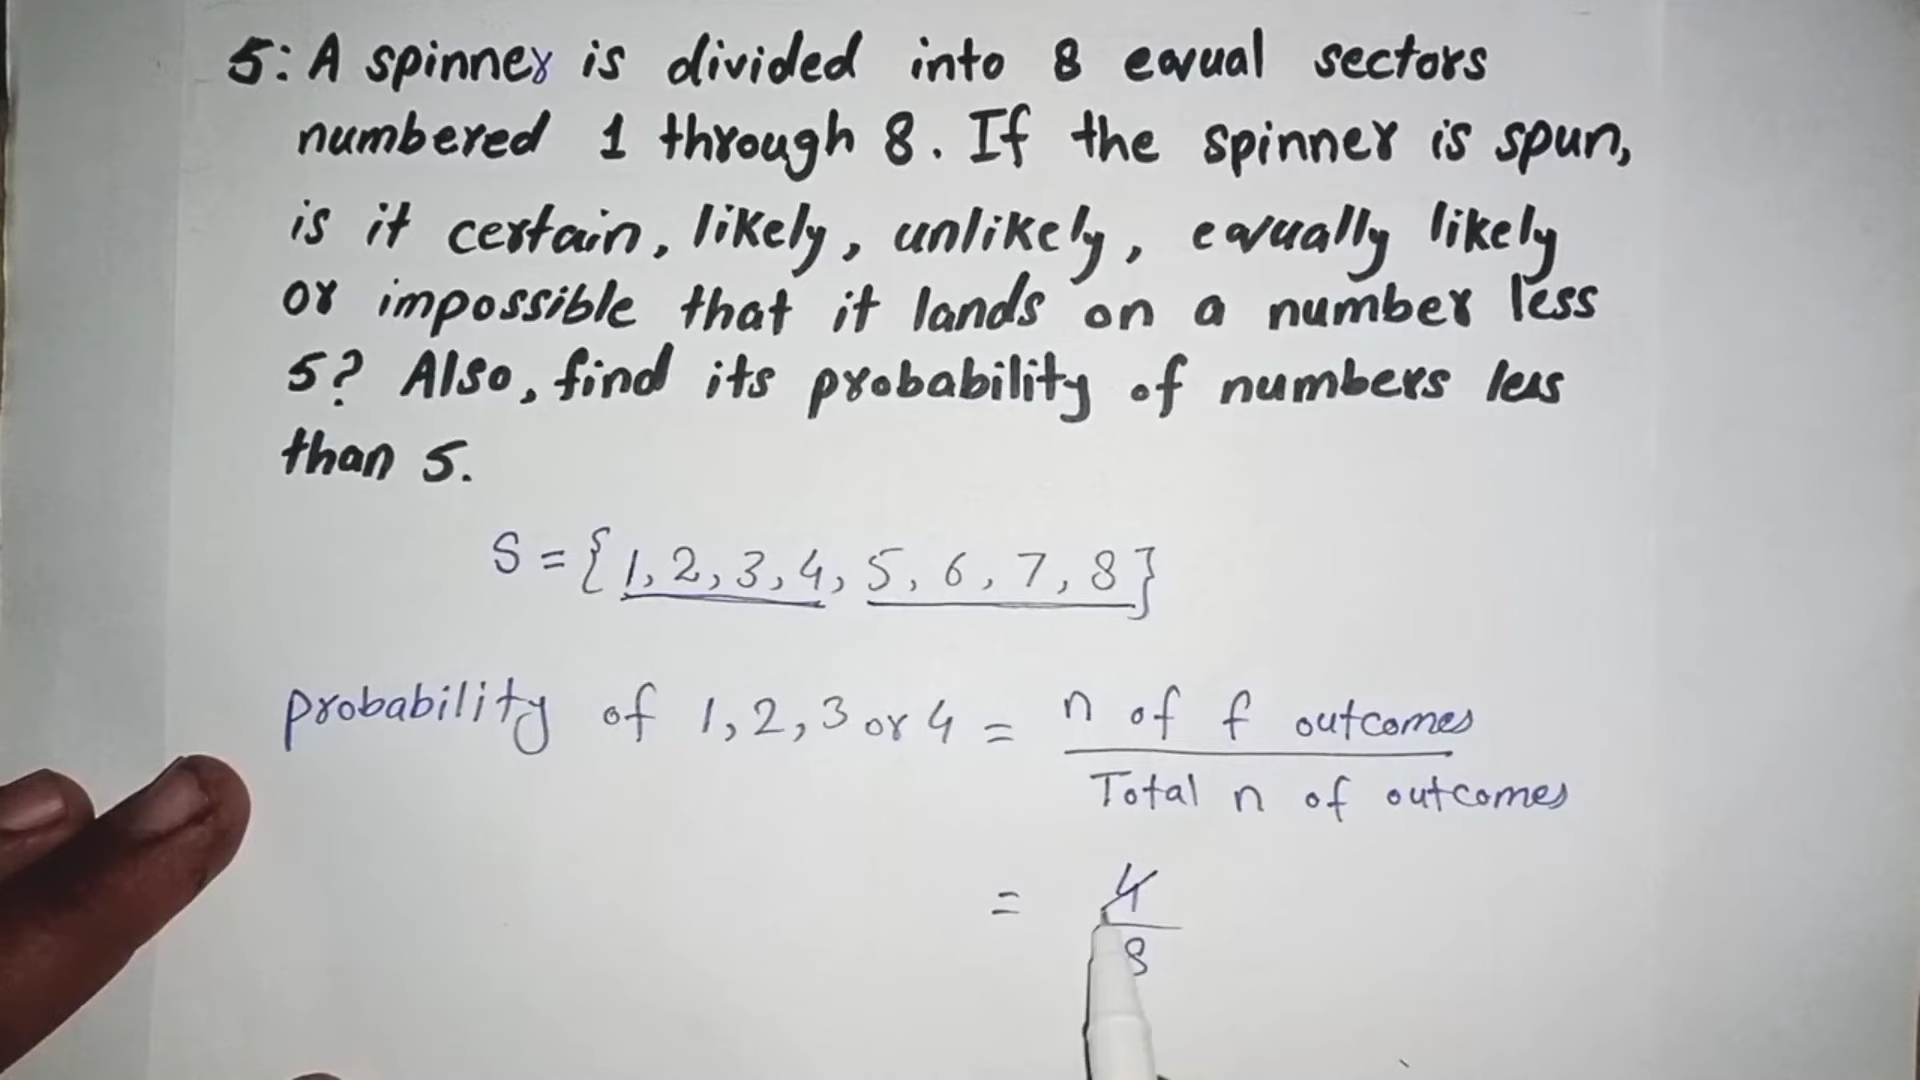 5: A spinner is divided into 8 equal sectors
numbered 1 through 8. If the spinner is spun,
is it certain, likely, unlikely, equally likely
or impossible that it lands on a number less
5? Also, find its probability of numbers less
than 5.
S = {1, 2, 3, 4, 5, 6, 7, 8}
probability of 1, 2, 3 or 4 = n of f outcomes
Total n of outcomes
= 4
8